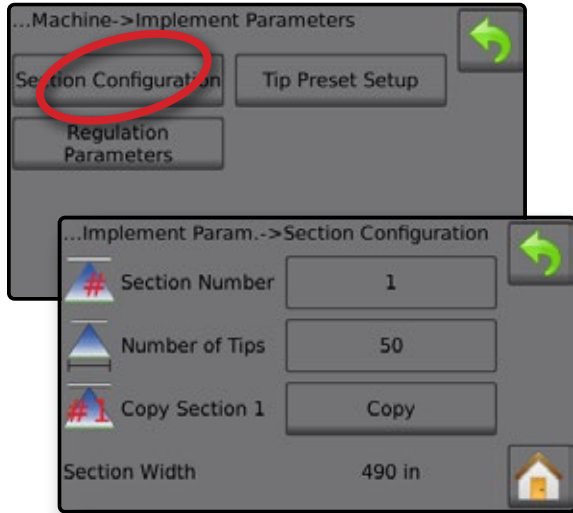 ...Machine->Implement Parameters
Section Configuration
Tip Preset Setup
Regulation
Parameters
...Implement Param.->Section Configuration
# Section Number 1
Number of Tips 50
#1 Copy Section 1 Copy
Section Width 490 in